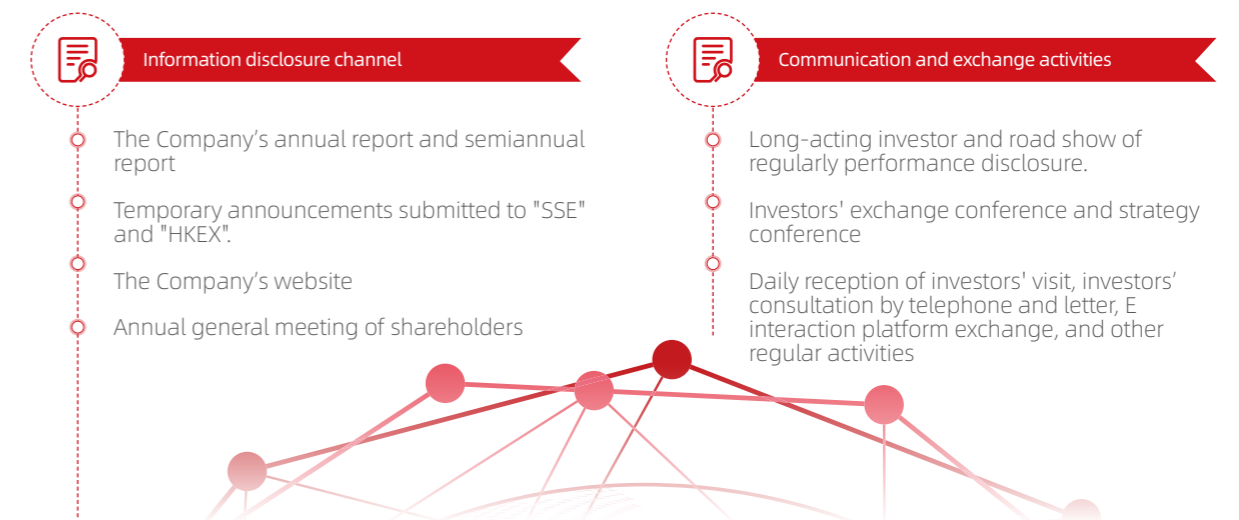 Information disclosure channel
The Company’s annual report and semiannual
report
Temporary announcements submitted to "SSE"
and "HKEX".
The Company’s website
Annual general meeting of shareholders
Communication and exchange activities
Long-acting investor and road show of
regularly performance disclosure.
Investors' exchange conference and strategy
conference
Daily reception of investors' visit, investors’
consultation by telephone and letter, E
interaction platform exchange, and other
regular activities